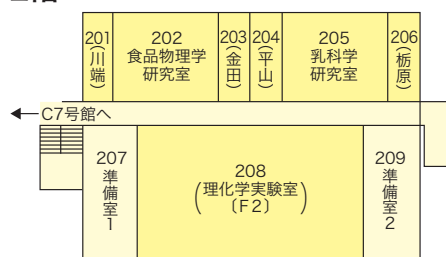 201
(川端)
202
食品物理学
研究室
203
(金田)
204
(平山)
205
乳科学
研究室
206
(栃原)
←C7号館へ
207
準備室1
208
(理化学実験室
〔F2〕)
209
準備室2